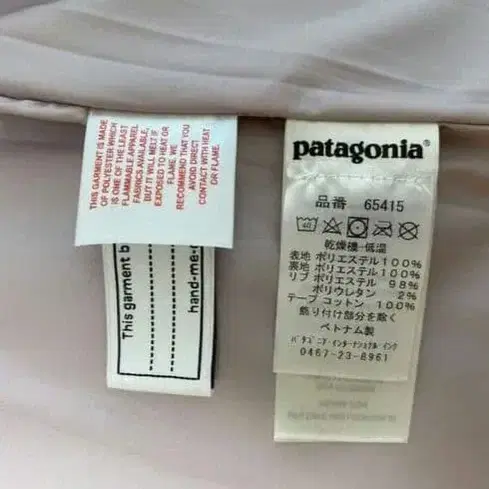 THIS GARMENT IS MADE
OF POLYESTER WHICH
IS ONE OF THE LEAST
FLAMMABLE APPAREL
FABRICS AVAILABLE,
BUT IT WILL MELT IF
EXPOSED TO HEAT OR
FLAME. WE
RECOMMEND THAT YOU
AVOID DIRECT
CONTACT WITH HEAT
OR FLAME.
This garment b
hand-me-d
patagonia®
品番 65415
40
乾燥機-低温
表地 ポリエステル100%
裏地 ポリエステル100%
リブ ポリエステル 98%
ポリウレタン 2%
テープ コットン 100%
飾り付け部分を除く
ベトナム製
パタゴニア・インターナショナル・インク
0467-23-8961